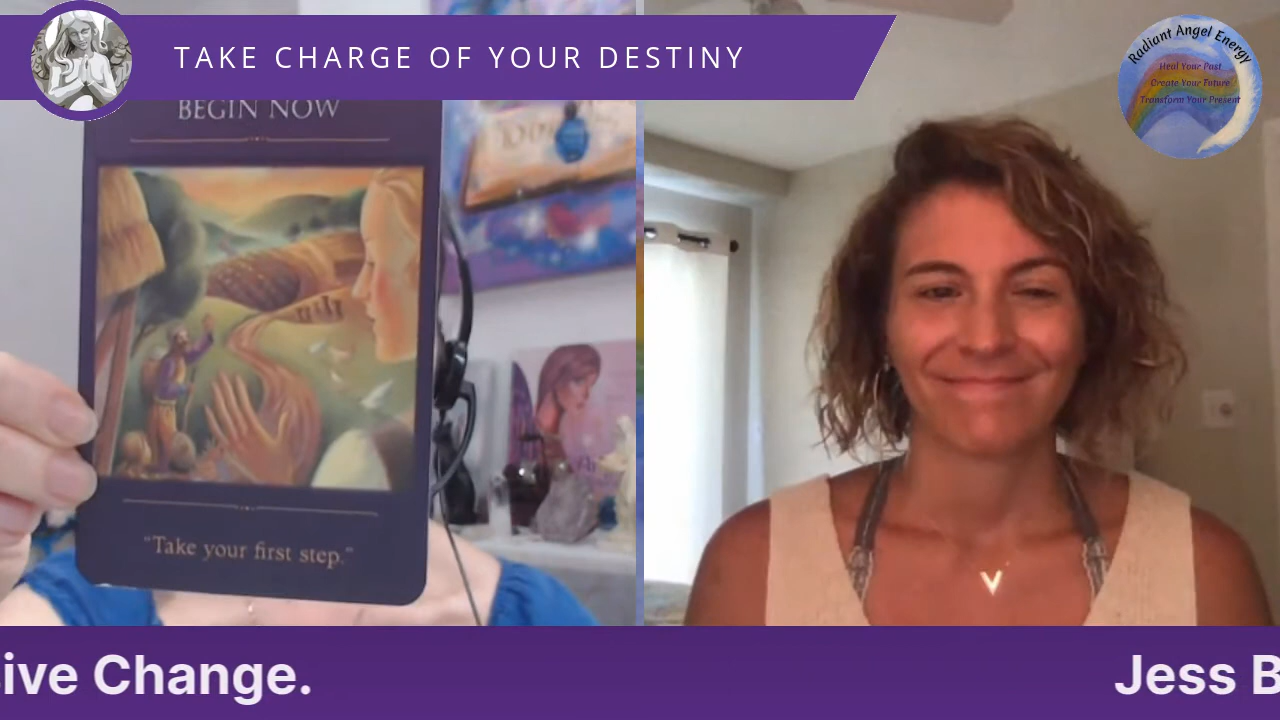 TAKE CHARGE OF YOUR DESTINY
Radiant Angel Energy
Heal Your Past
Create Your Future
Transform Your Present
BEGIN NOW
"Take your first step."
ive Change.
Jess B